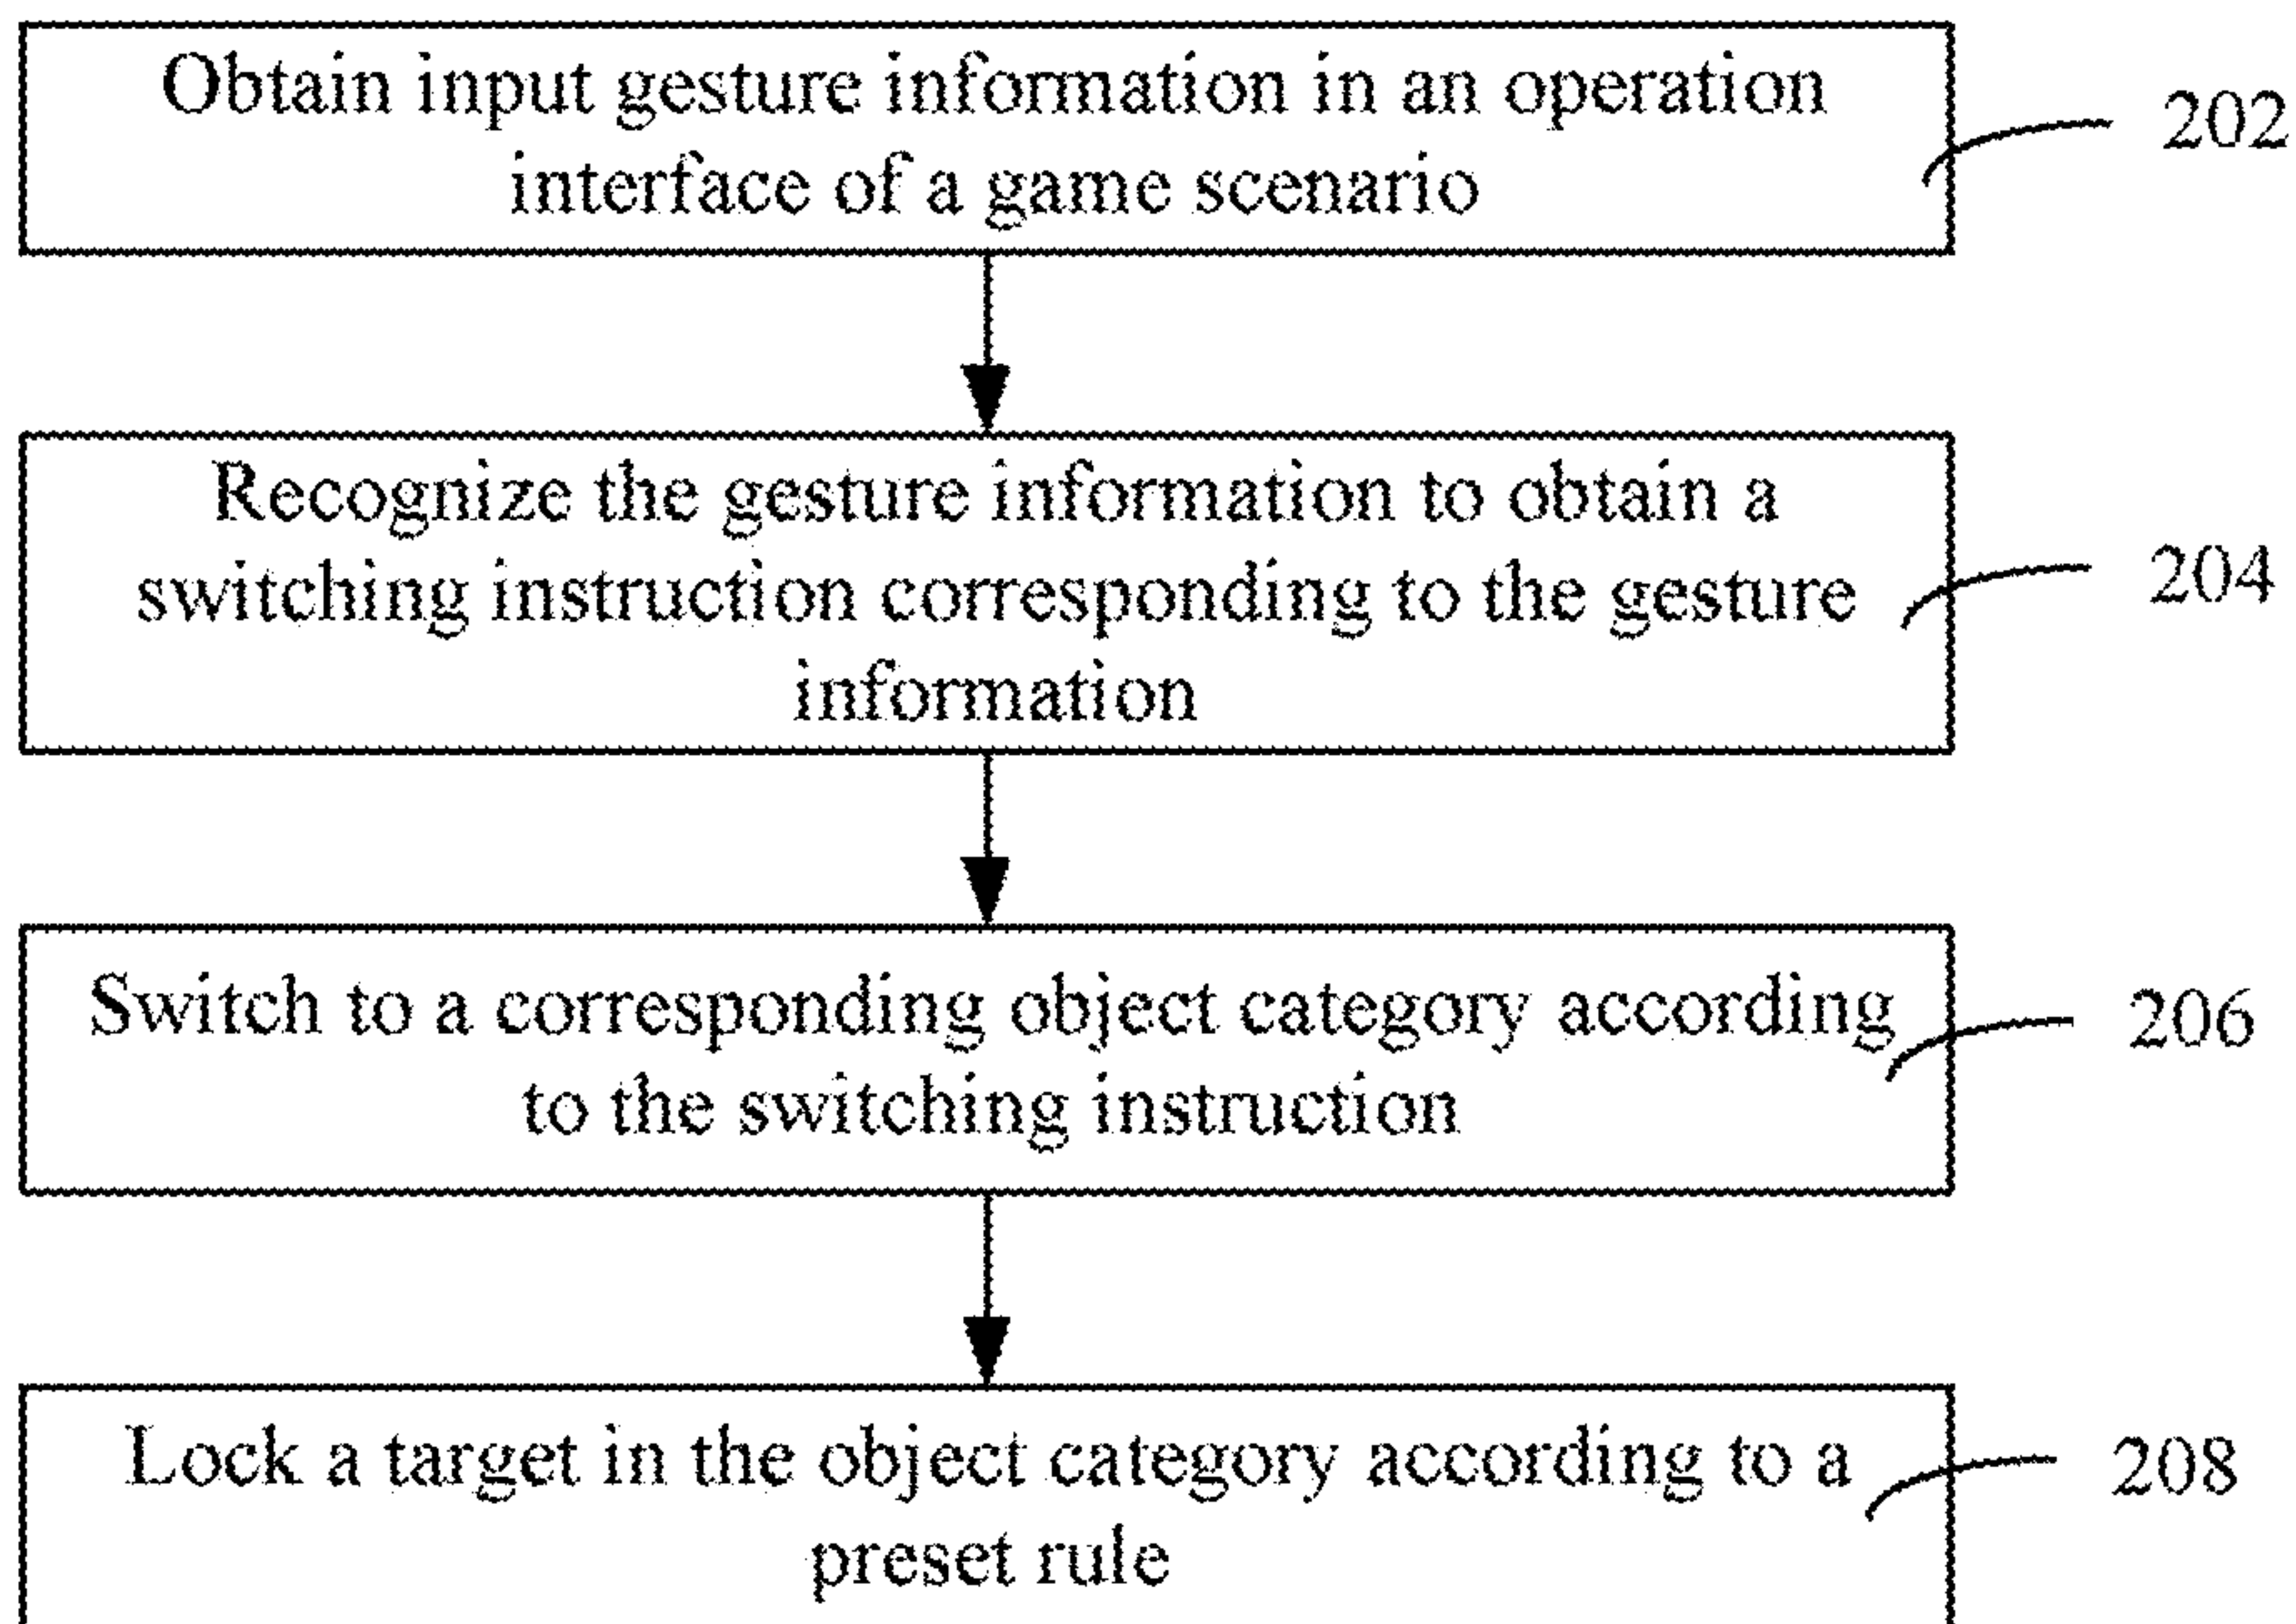 Obtain input gesture information in an operation
interface of a game scenario
202
Recognize the gesture information to obtain a
switching instruction corresponding to the gesture
information
204
Switch to a corresponding object category according
to the switching instruction
206
Lock a target in the object category according to a
preset rule
208